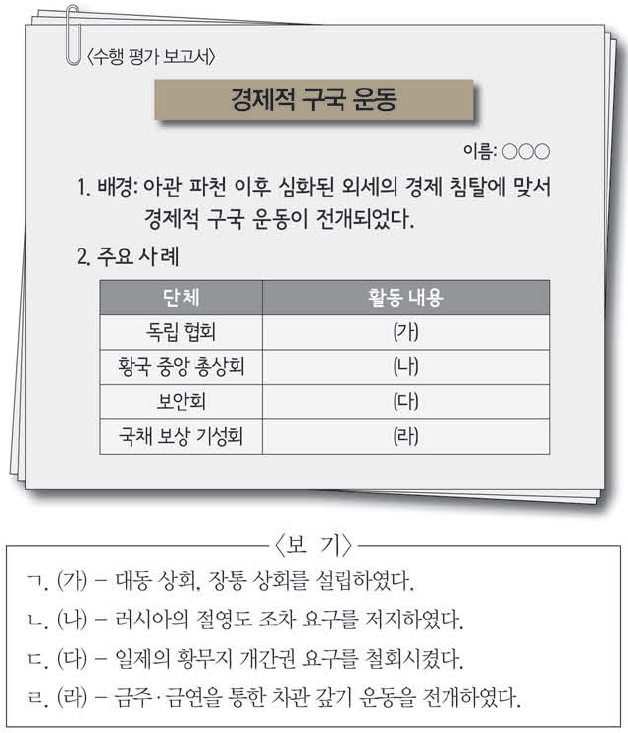 〈수행 평가 보고서〉
경제적 구국 운동
이름: ○○○
1. 배경: 아관 파천 이후 심화된 외세의 경제 침탈에 맞서
경제적 구국 운동이 전개되었다.
2. 주요 사례
단체 활동 내용
독립 협회 (가)
황국 중앙 총상회 (나)
보안회 (다)
국채 보상 기성회 (라)
〈보 기〉
ㄱ. (가) - 대동 상회, 장통 상회를 설립하였다.
ㄴ. (나) - 러시아의 절영도 조차 요구를 저지하였다.
ㄷ. (다) - 일제의 황무지 개간권 요구를 철회시켰다.
ㄹ. (라) - 금주·금연을 통한 차관 갚기 운동을 전개하였다.